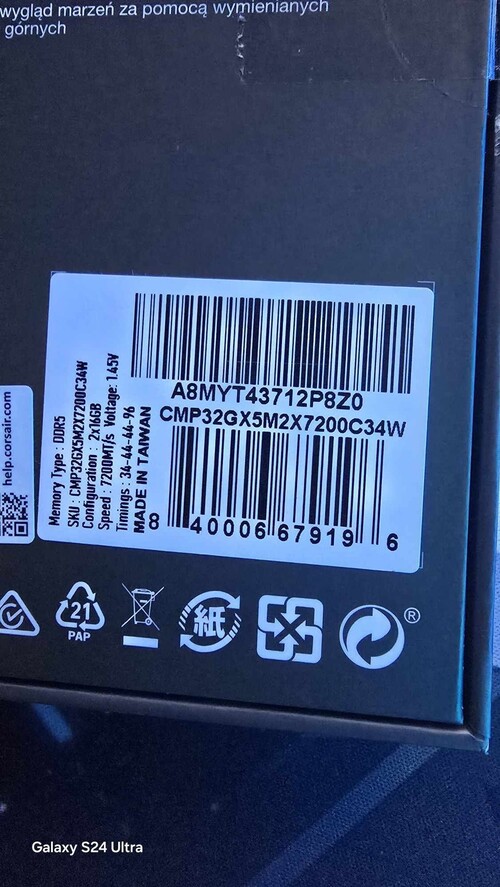 wygląd marzeń za pomocą wymienianych
górnych
help.corsair.com
Memory Type : DDR5
SKU : CMP32GX5M2X7200C34W
Configuration : 2x16GB
Speed : 7200MT/s Voltage: 1.45V
Timings : 34-44-44-96
MADE IN TAIWAN
A8MYT43712P8Z0
CMP32GX5M2X7200C34W
8 40006 67919 6
21
PAP
紙
®
Galaxy S24 Ultra